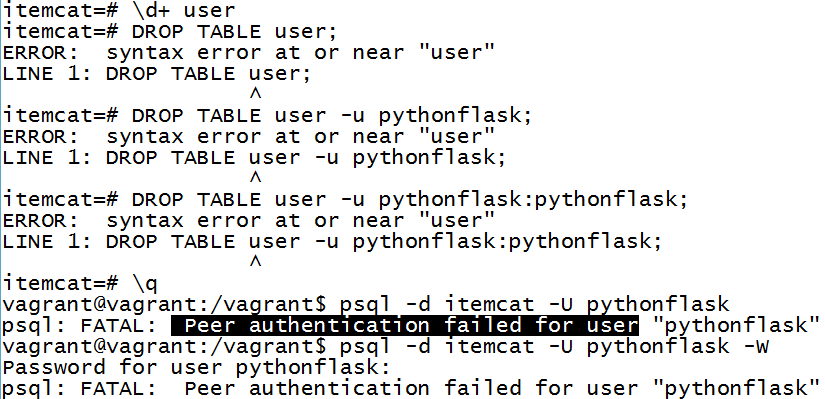 itemcat=# \d+ user
itemcat=# DROP TABLE user;
ERROR:  syntax error at or near "user"
LINE 1: DROP TABLE user;
                   ^
itemcat=# DROP TABLE user -u pythonflask;
ERROR:  syntax error at or near "user"
LINE 1: DROP TABLE user -u pythonflask;
                   ^
itemcat=# DROP TABLE user -u pythonflask:pythonflask;
ERROR:  syntax error at or near "user"
LINE 1: DROP TABLE user -u pythonflask:pythonflask;
                   ^
itemcat=# \q
vagrant@vagrant:/vagrant$ psql -d itemcat -U pythonflask
psql: FATAL:  Peer authentication failed for user "pythonflask"
vagrant@vagrant:/vagrant$ psql -d itemcat -U pythonflask -W
Password for user pythonflask:
psql: FATAL:  Peer authentication failed for user "pythonflask"